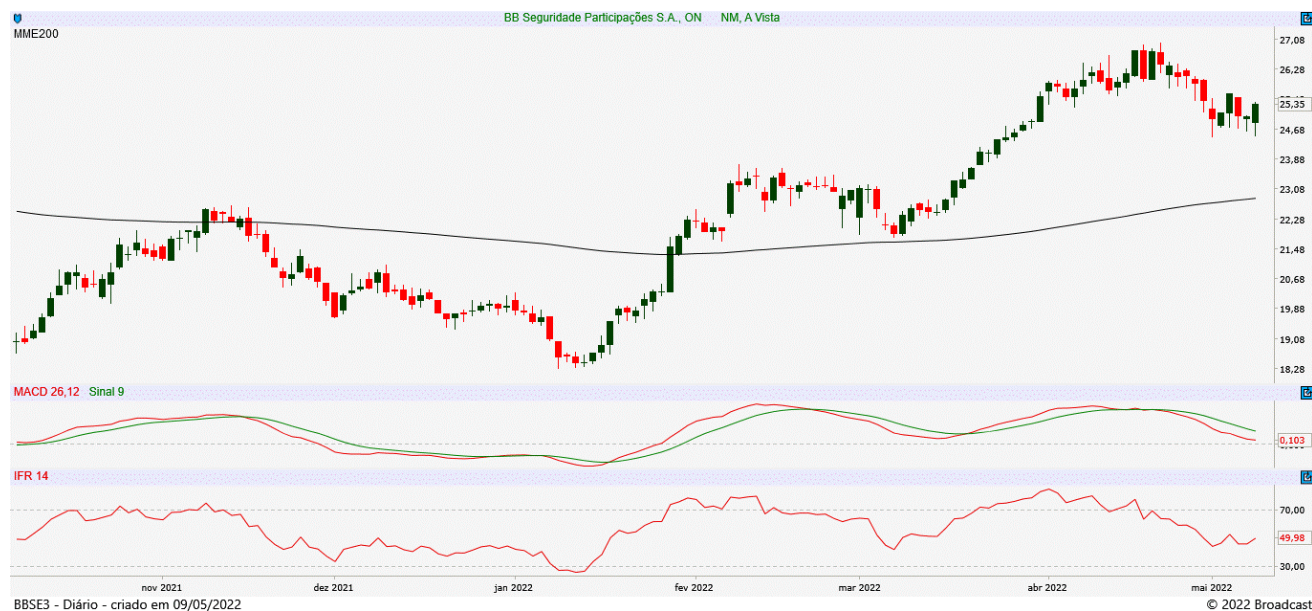 BB Seguridade Participações S.A., ON NM, A Vista
MME200
27,08
26,28
25,35
24,68
23,88
23,08
22,28
21,48
20,68
19,88
19,08
18,28
MACD 26,12 Sinal 9
0,103
IFR 14
70,00
49,98
30,00
nov 2021 dez 2021 jan 2022 fev 2022 mar 2022 abr 2022 mai 2022
BBSE3 - Diário - criado em 09/05/2022 © 2022 Broadcast